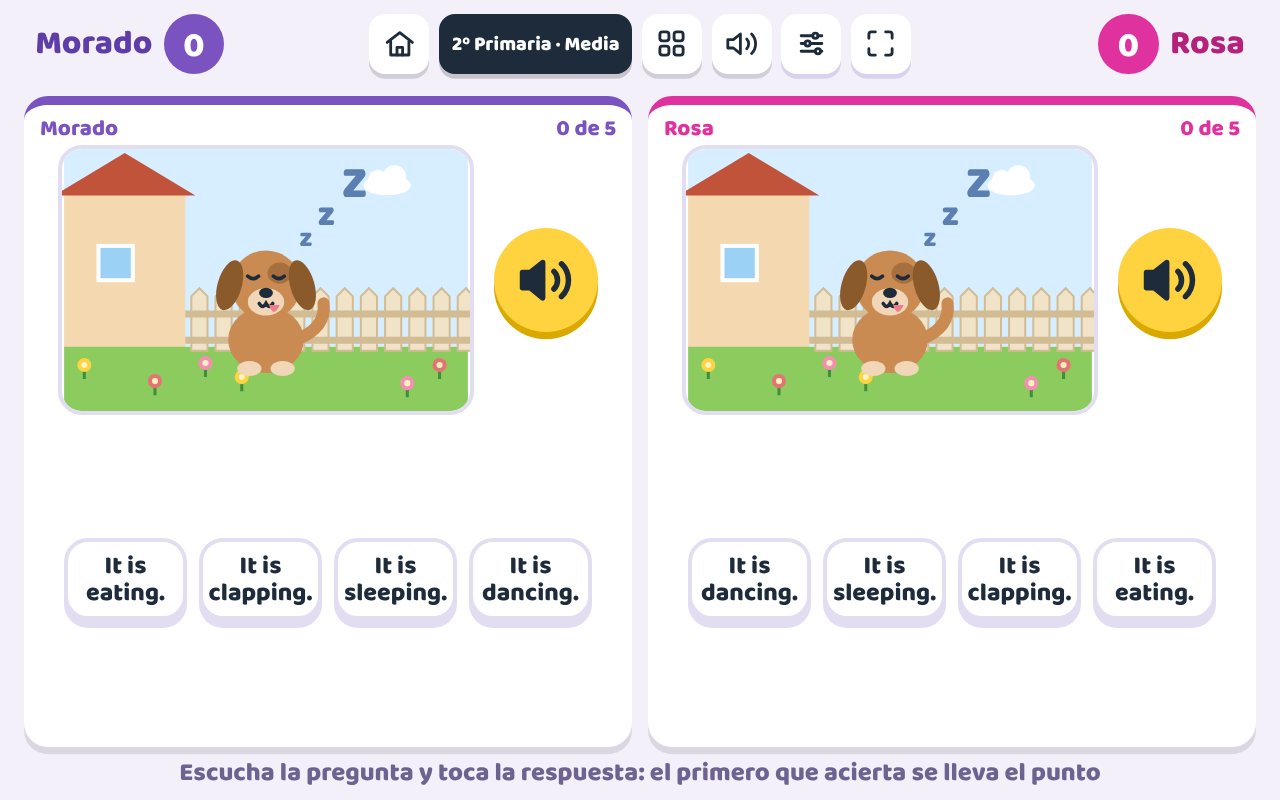 Morado 0
2º Primaria · Media
0 Rosa
Morado 0 de 5
Z
z
z
It is eating.
It is clapping.
It is sleeping.
It is dancing.
Rosa 0 de 5
Z
z
z
It is dancing.
It is sleeping.
It is clapping.
It is eating.
Escucha la pregunta y toca la respuesta: el primero que acierta se lleva el punto